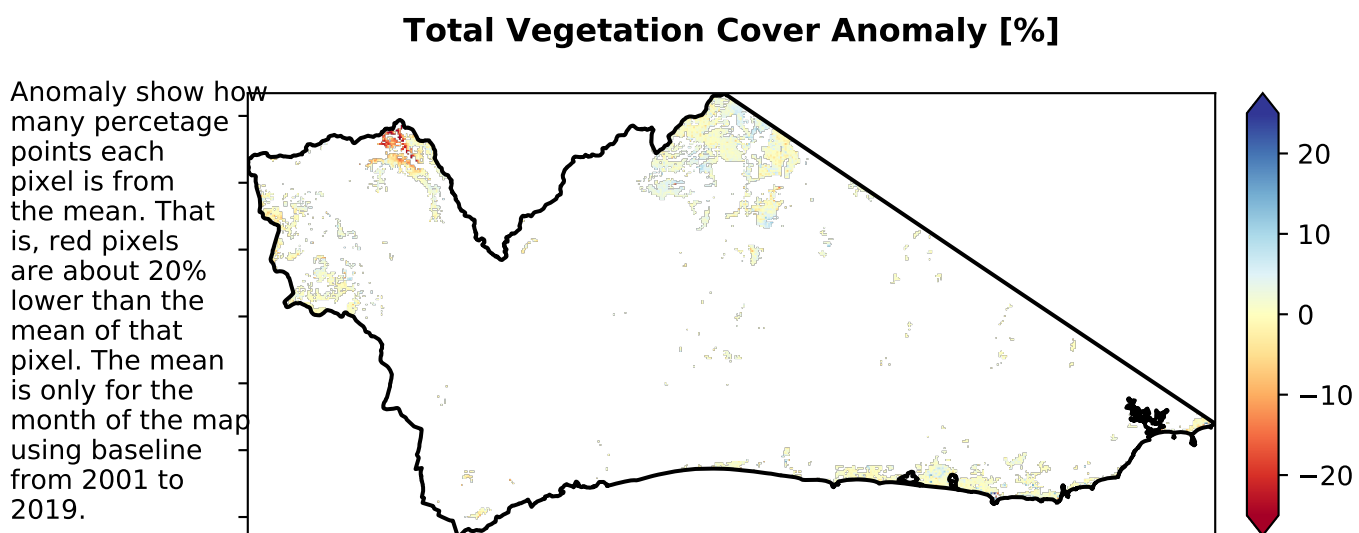 Total Vegetation Cover Anomaly [%]
Anomaly show how
many percetage
points each
pixel is from
the mean. That
is, red pixels
are about 20%
lower than the
mean of that
pixel. The mean
is only for the
month of the map
using baseline
from 2001 to
2019.
20
10
0
−10
−20